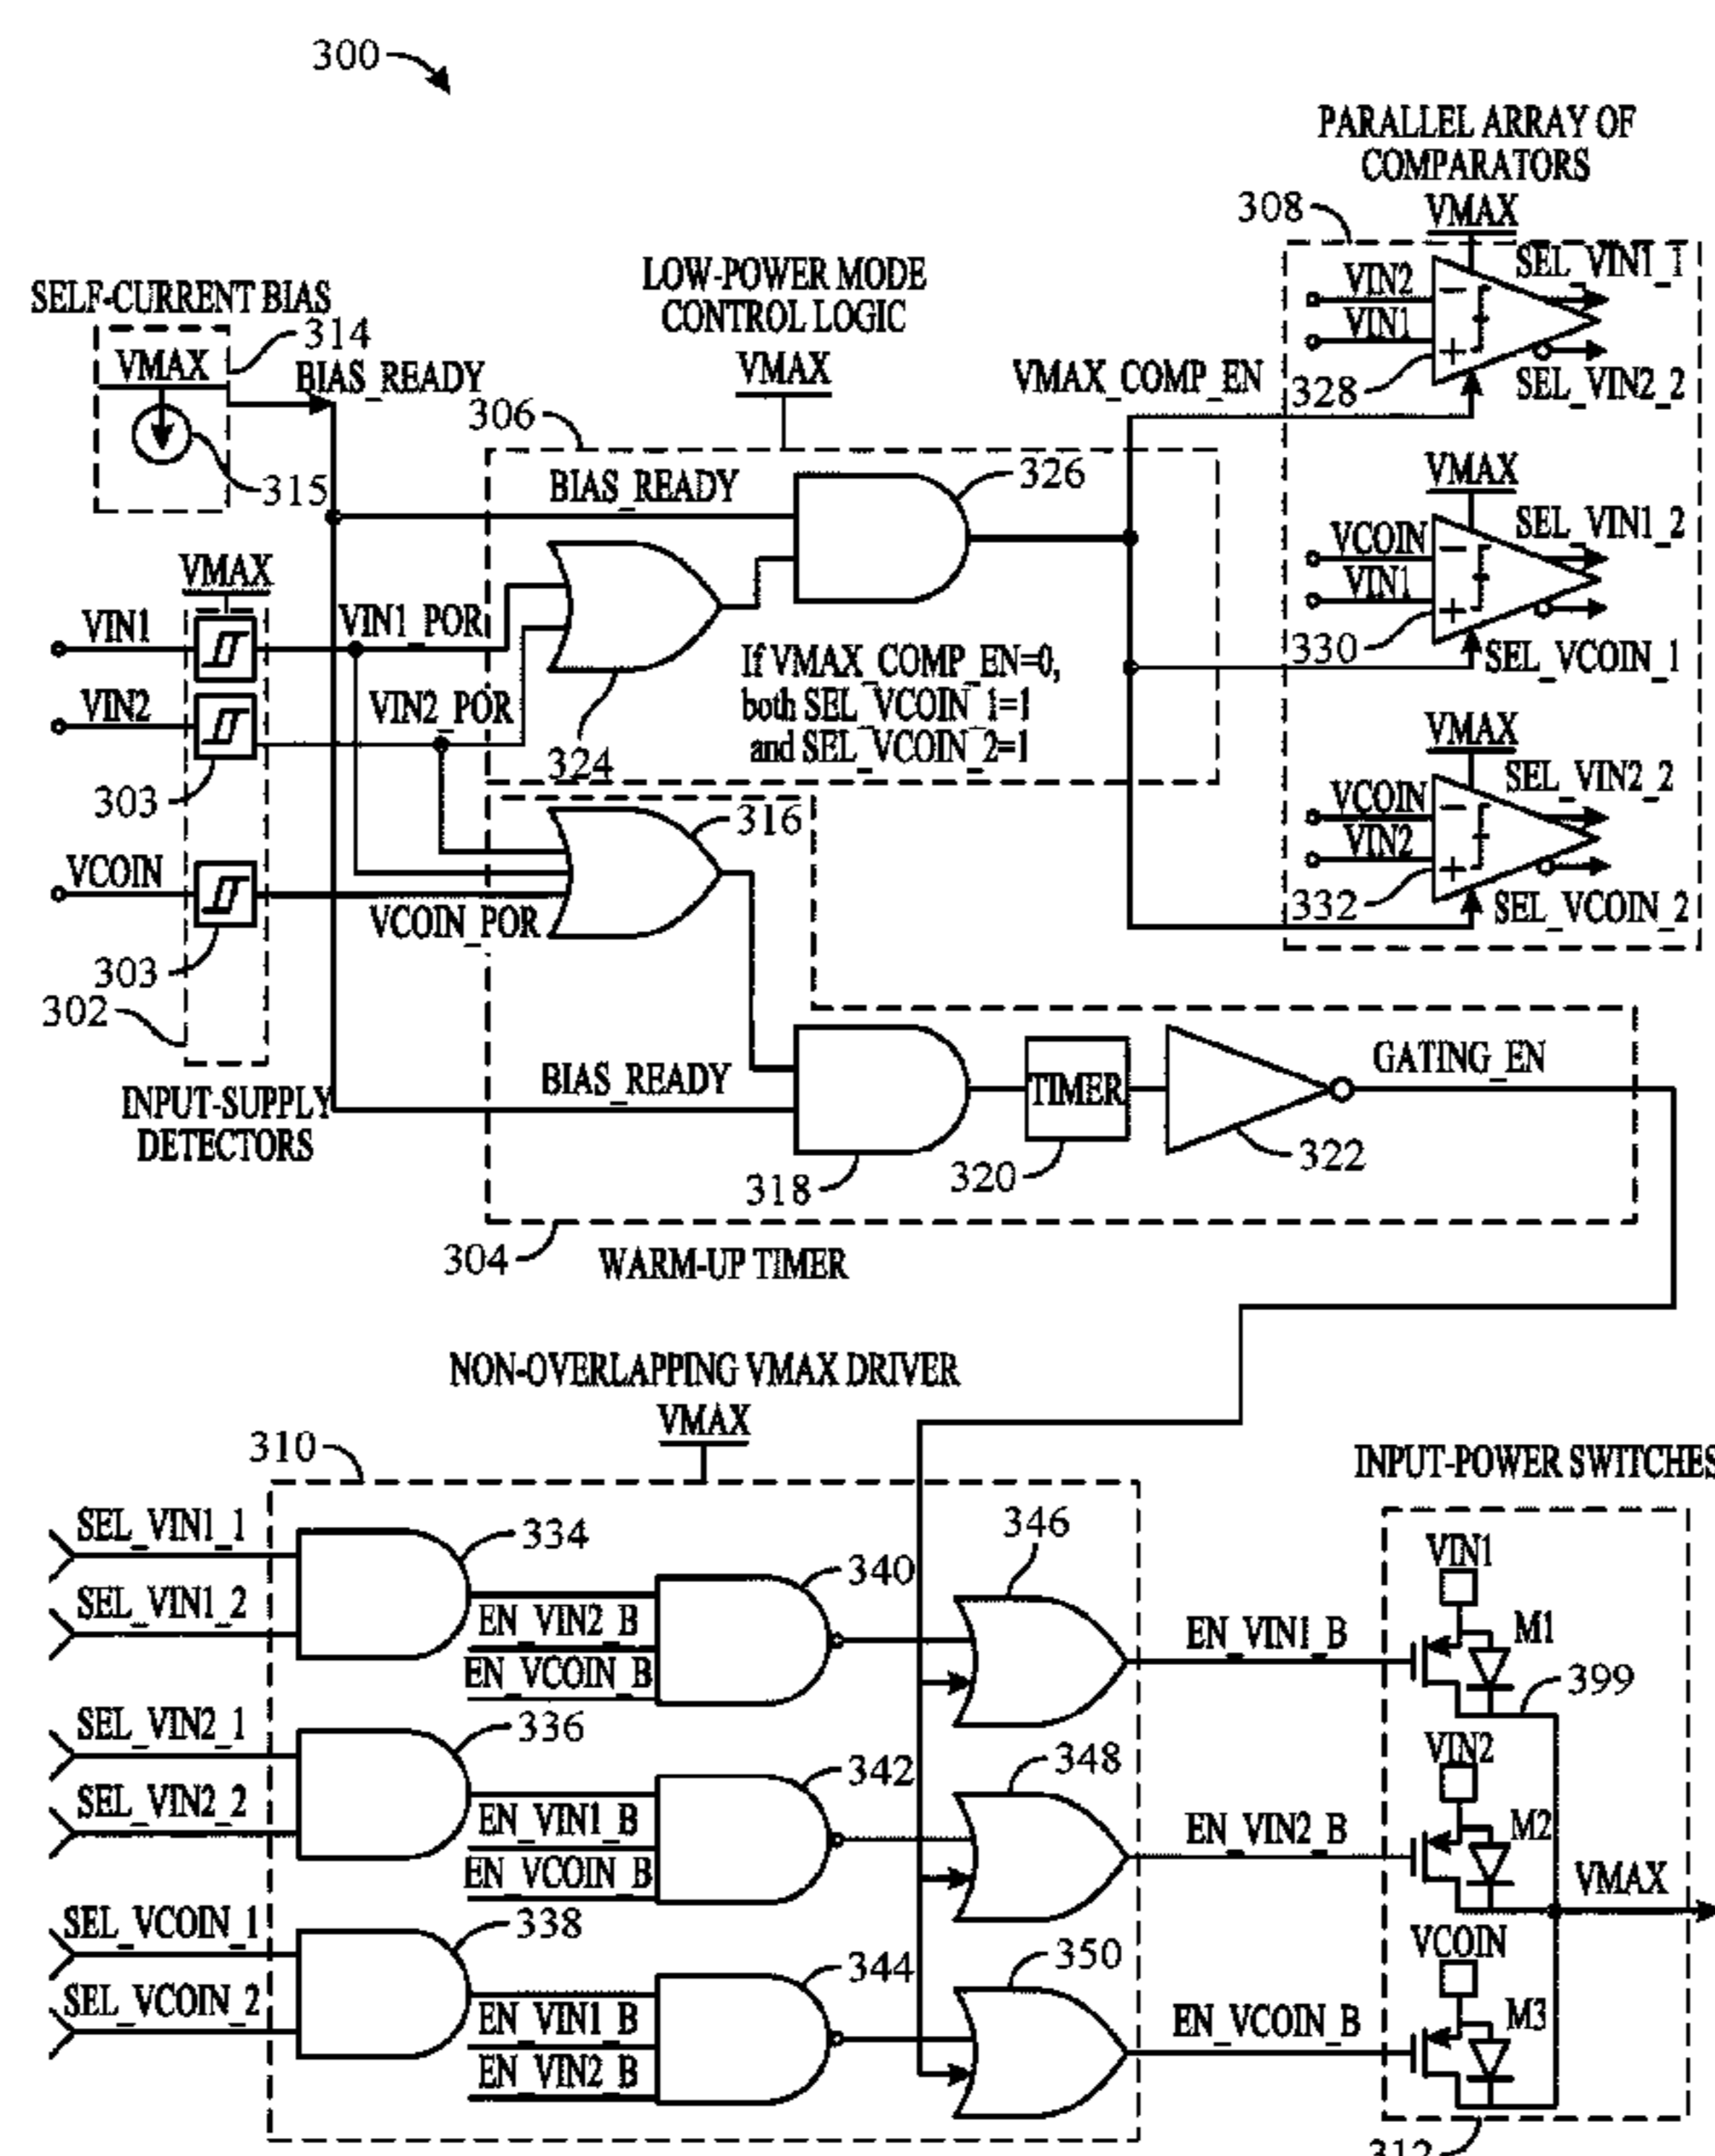 300
PARALLEL ARRAY OF
COMPARATORS
308
VMAX
VIN2
VIN1
SEL_VIN1_1
328
SEL_VIN2_2
SELF-CURRENT BIAS
314
VMAX
BIAS_READY
315
LOW-POWER MODE
CONTROL LOGIC
VMAX
306
BIAS_READY
326
VMAX_COMP_EN
VMAX
VCOIN
VIN1
SEL_VIN1_2
330
SEL_VCOIN_1
VMAX
VIN1
VIN1_POR
VIN2
VIN2_POR
303
324
If VMAX_COMP_EN=0,
both SEL_VCOIN_1=1
and SEL_VCOIN_2=1
VMAX
VCOIN
VIN2
SEL_VIN2_2
332
SEL_VCOIN_2
316
VCOIN
VCOIN_POR
303
302
INPUT-SUPPLY
DETECTORS
BIAS_READY
318
TIMER
320
322
GATING_EN
304
WARM-UP TIMER
NON-OVERLAPPING VMAX DRIVER
VMAX
310
SEL_VIN1_1
SEL_VIN1_2
334
EN_VIN2_B
EN_VCOIN_B
340
346
EN_VIN1_B
SEL_VIN2_1
SEL_VIN2_2
336
EN_VIN1_B
EN_VCOIN_B
342
348
EN_VIN2_B
SEL_VCOIN_1
SEL_VCOIN_2
338
EN_VIN1_B
EN_VIN2_B
344
350
EN_VCOIN_B
INPUT-POWER SWITCHES
VIN1
M1
399
VIN2
M2
VMAX
VCOIN
M3
312